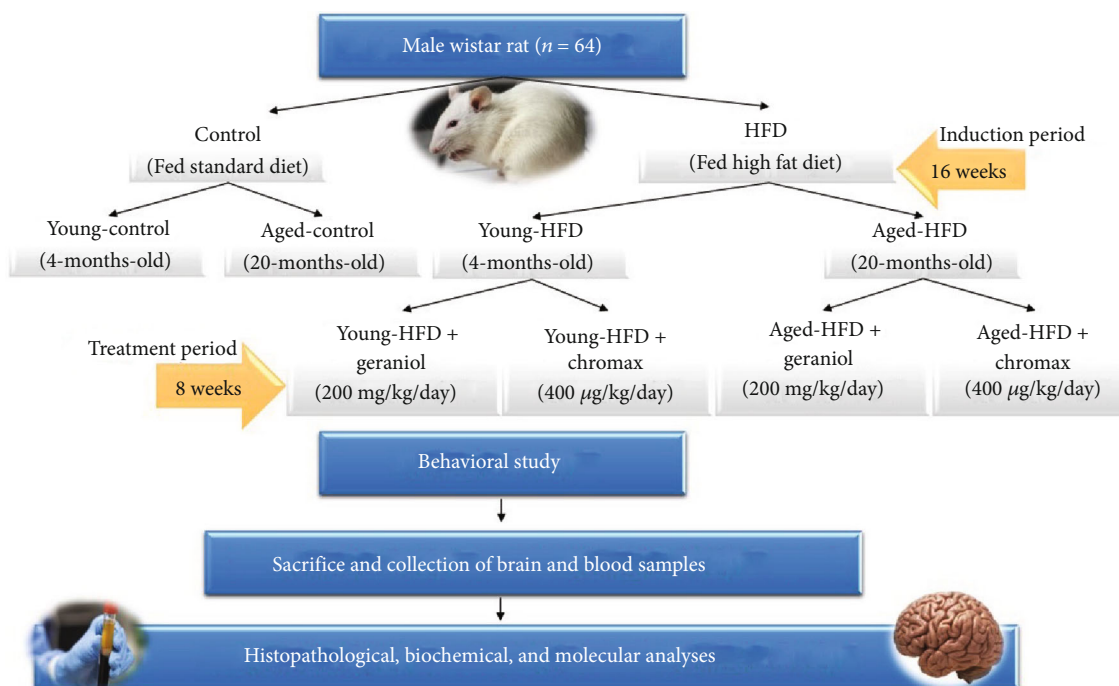 Male wistar rat (n = 64)
Control
(Fed standard diet)
HFD
(Fed high fat diet)
Induction period
16 weeks
Young-control
(4-months-old)
Aged-control
(20-months-old)
Young-HFD
(4-months-old)
Aged-HFD
(20-months-old)
Treatment period
8 weeks
Young-HFD +
geraniol
(200 mg/kg/day)
Young-HFD +
chromax
(400 µg/kg/day)
Aged-HFD +
geraniol
(200 mg/kg/day)
Aged-HFD +
chromax
(400 µg/kg/day)
Behavioral study
Sacrifice and collection of brain and blood samples
Histopathological, biochemical, and molecular analyses